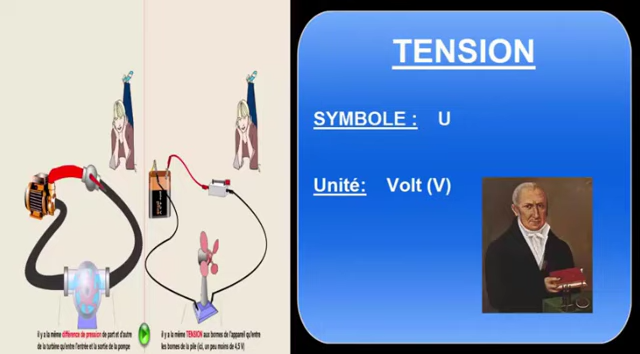 il y a la même différence de pression de part et d'autre
de la turbine qu'entre l'entrée et la sortie de la pompe
il y a la même TENSION aux bornes de l'appareil qu'entre
les bornes de la pile (ici, un peu moins de 4,5 V)
TENSION
SYMBOLE : U
Unité: Volt (V)